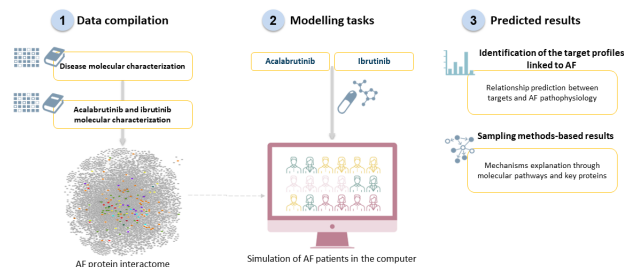 1 Data compilation
Disease molecular characterization
Acalabrutinib and ibrutinib
molecular characterization
AF protein interactome
2 Modelling tasks
Acalabrutinib
Ibrutinib
Simulation of AF patients in the computer
3 Predicted results
Identification of the target profiles
linked to AF
Relationship prediction between
targets and AF pathophysiology
Sampling methods-based results
Mechanisms explanation through
molecular pathways and key proteins